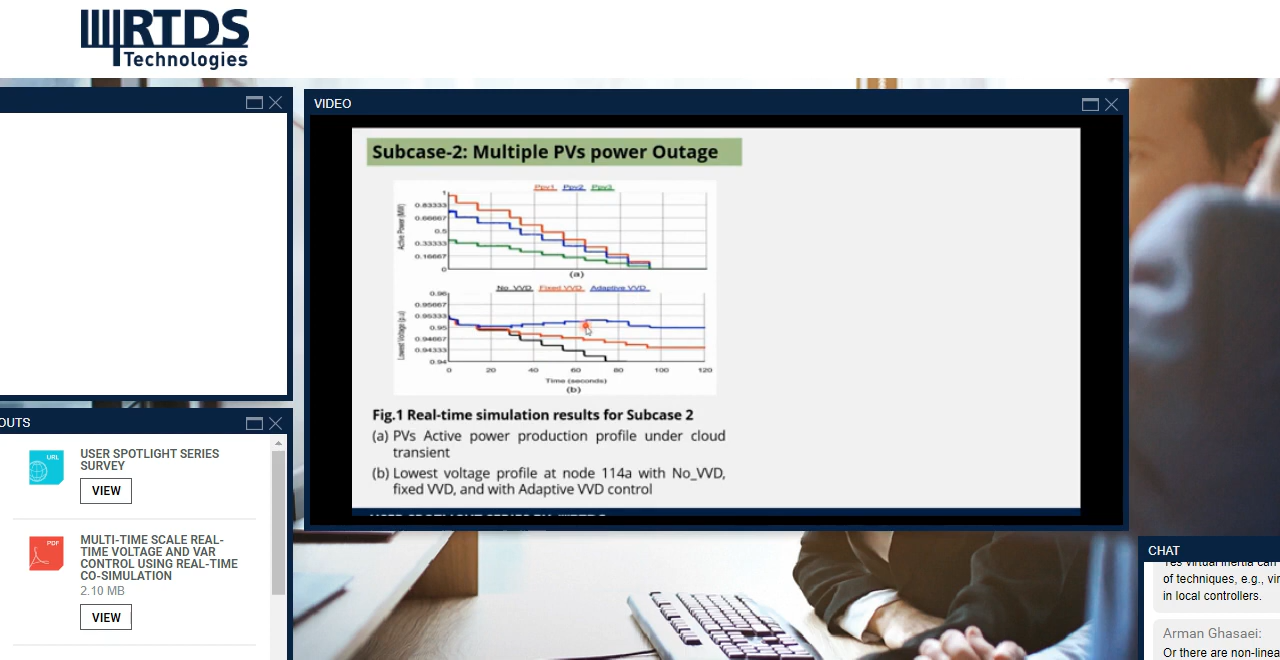 RTDS
Technologies
VIDEO
Subcase-2: Multiple PVs power Outage
Ppv1 Ppv2 Ppv3
1
0.83333
0.66667
0.5
0.33333
0.16667
0
Active Power (MW)
(a)
No_VVD Fixed VVD Adaptive VVD
0.96
0.95667
0.95333
0.95
0.94667
0.94333
0.94
Lowest Voltage (p.u)
0 20 40 60 80 100 120
Time (seconds)
(b)
Fig.1 Real-time simulation results for Subcase 2
(a) PVs Active power production profile under cloud
transient
(b) Lowest voltage profile at node 114a with No_VVD,
fixed VVD, and with Adaptive VVD control
OUTS
URL
USER SPOTLIGHT SERIES
SURVEY
VIEW
PDF
MULTI-TIME SCALE REAL-
TIME VOLTAGE AND VAR
CONTROL USING REAL-TIME
CO-SIMULATION
2.10 MB
VIEW
CHAT
Yes virtual inertia can
of techniques, e.g., vir
in local controllers.
Arman Ghasaei:
Or there are non-linea